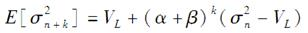 E[σ²ₙ₊ₖ] = V_L + (α + β)ᵏ(σ²ₙ − V_L)